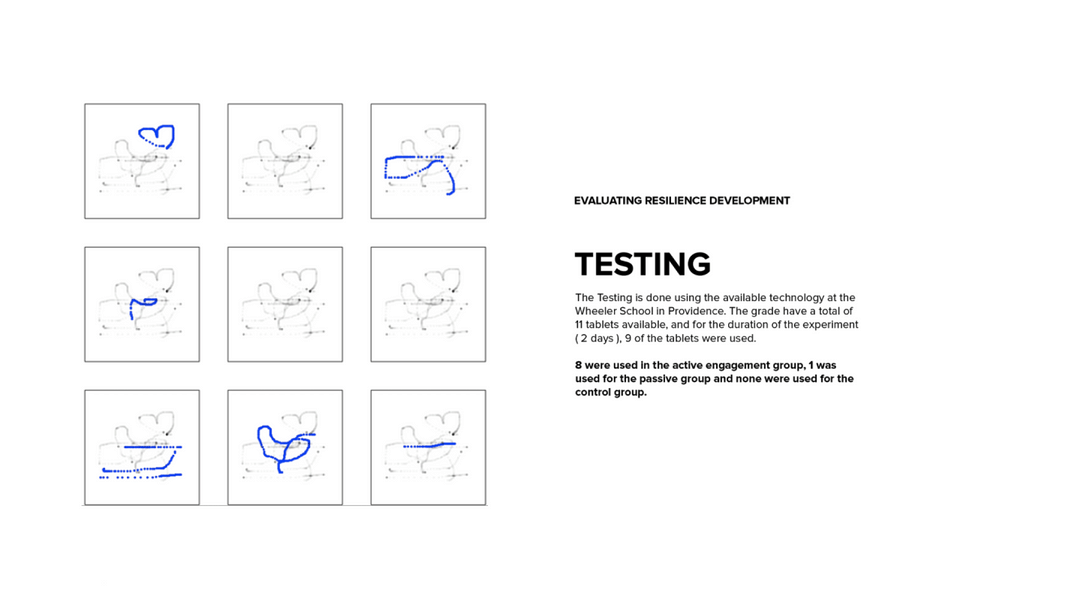 EVALUATING RESILIENCE DEVELOPMENT
TESTING
The Testing is done using the available technology at the
Wheeler School in Providence. The grade have a total of
11 tablets available, and for the duration of the experiment
( 2 days ), 9 of the tablets were used.
8 were used in the active engagement group, 1 was
used for the passive group and none were used for the
control group.